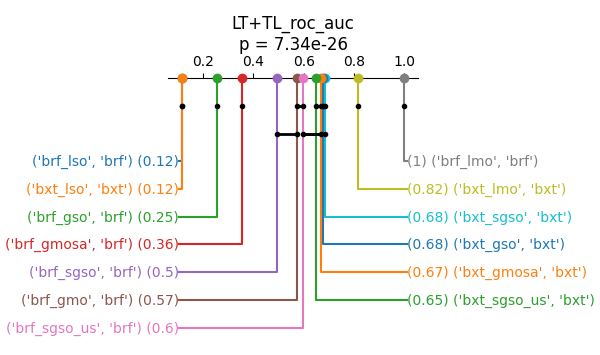 LT+TL_roc_auc
p = 7.34e-26
0.2 0.4 0.6 0.8 1.0
('brf_lso', 'brf') (0.12)
(1) ('brf_lmo', 'brf')
('bxt_lso', 'bxt') (0.12)
(0.82) ('bxt_lmo', 'bxt')
('brf_gso', 'brf') (0.25)
(0.68) ('bxt_sgso', 'bxt')
('brf_gmosa', 'brf') (0.36)
(0.68) ('bxt_gso', 'bxt')
('brf_sgso', 'brf') (0.5)
(0.67) ('bxt_gmosa', 'bxt')
('brf_gmo', 'brf') (0.57)
(0.65) ('bxt_sgso_us', 'bxt')
('brf_sgso_us', 'brf') (0.6)